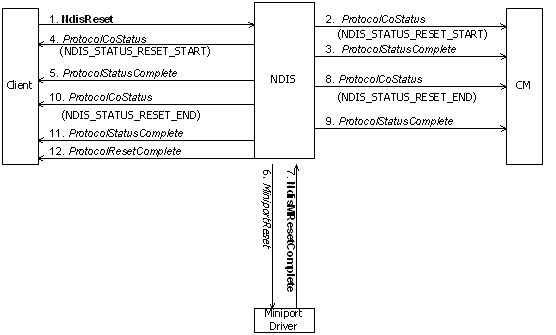 1. NdisReset
2. ProtocolCoStatus
(NDIS_STATUS_RESET_START)
4. ProtocolCoStatus
(NDIS_STATUS_RESET_START)
3. ProtocolStatusComplete
5. ProtocolStatusComplete
Client
NDIS
CM
8. ProtocolCoStatus
(NDIS_STATUS_RESET_END)
10. ProtocolCoStatus
(NDIS_STATUS_RESET_END)
9. ProtocolStatusComplete
11. ProtocolStatusComplete
12. ProtocolResetComplete
6. MiniportReset
7. NdisMResetComplete
Miniport
Driver